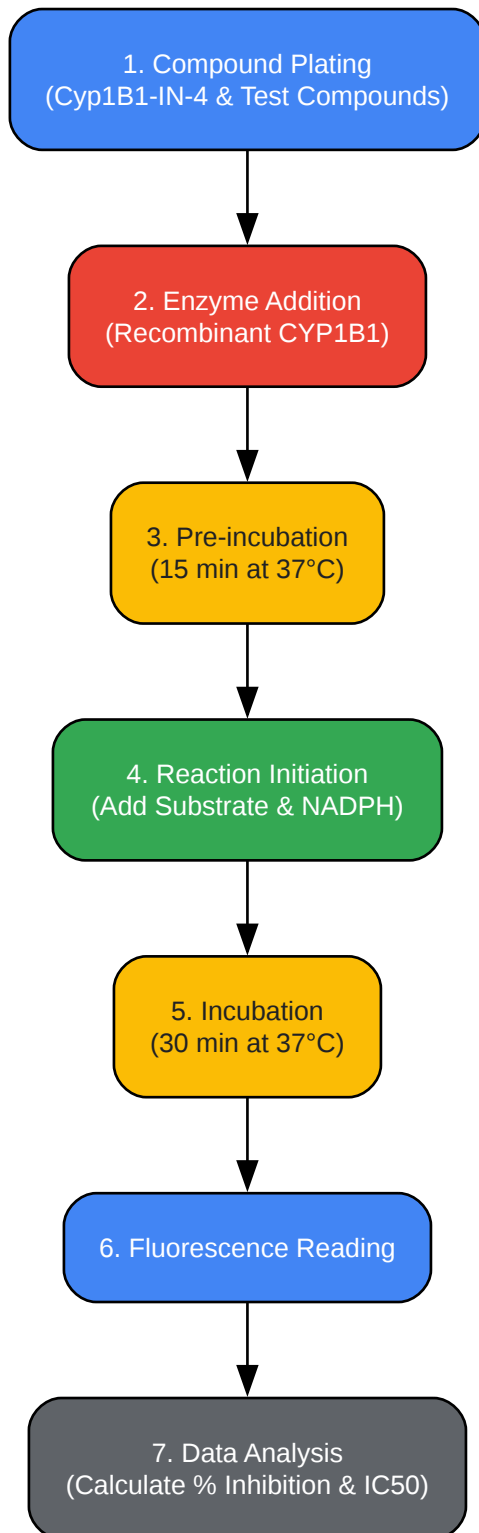 1. Compound Plating
(Cyp1B1-IN-4 & Test Compounds)
2. Enzyme Addition
(Recombinant CYP1B1)
3. Pre-incubation
(15 min at 37°C)
4. Reaction Initiation
(Add Substrate & NADPH)
5. Incubation
(30 min at 37°C)
6. Fluorescence Reading
7. Data Analysis
(Calculate % Inhibition & IC50)